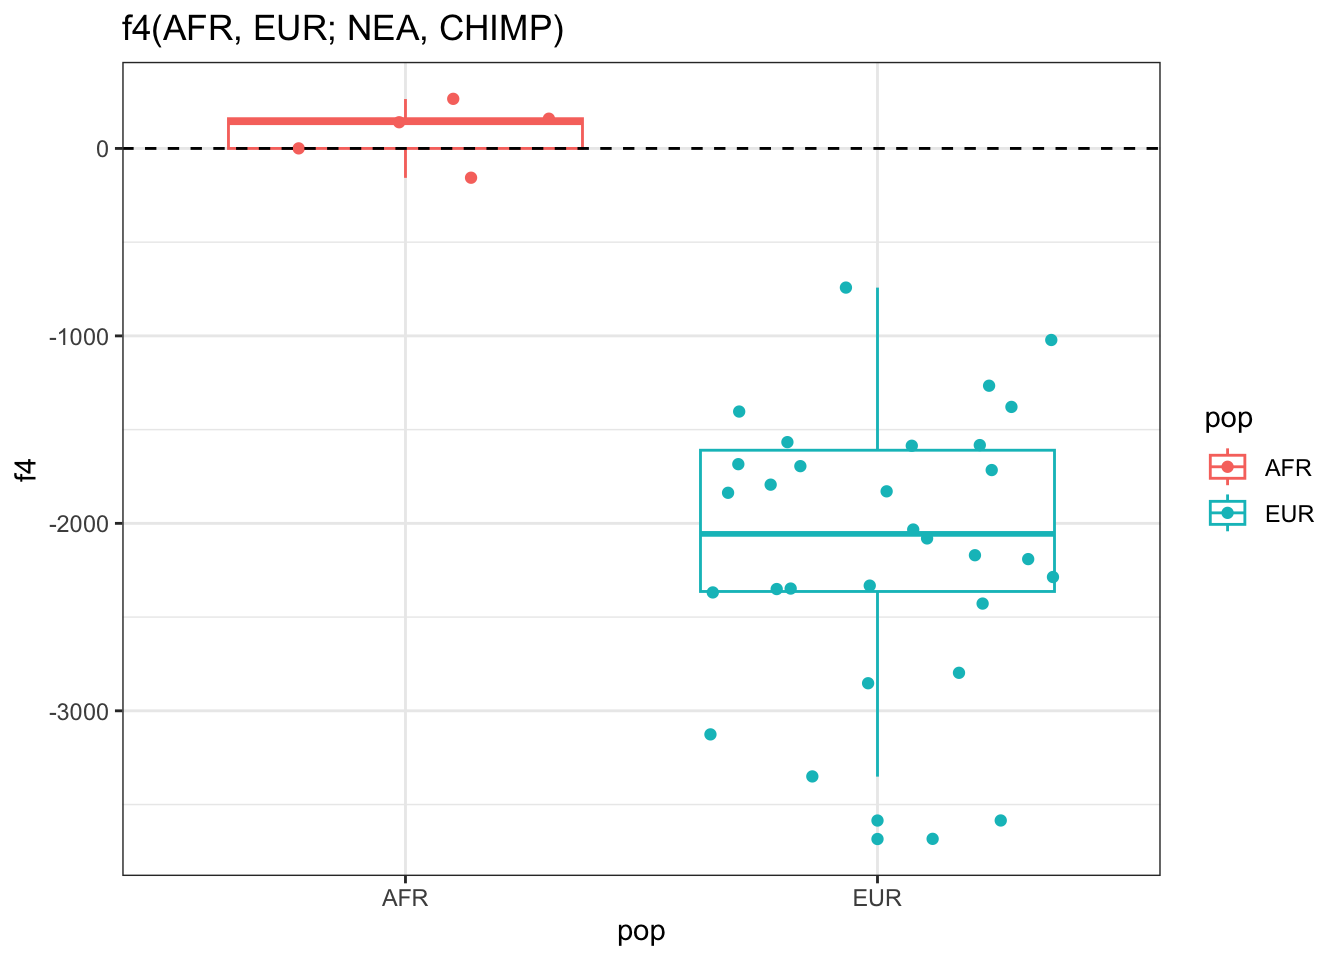 f4(AFR, EUR; NEA, CHIMP)
0
-1000
-2000
-3000
f4
AFR
EUR
pop
pop
AFR
EUR